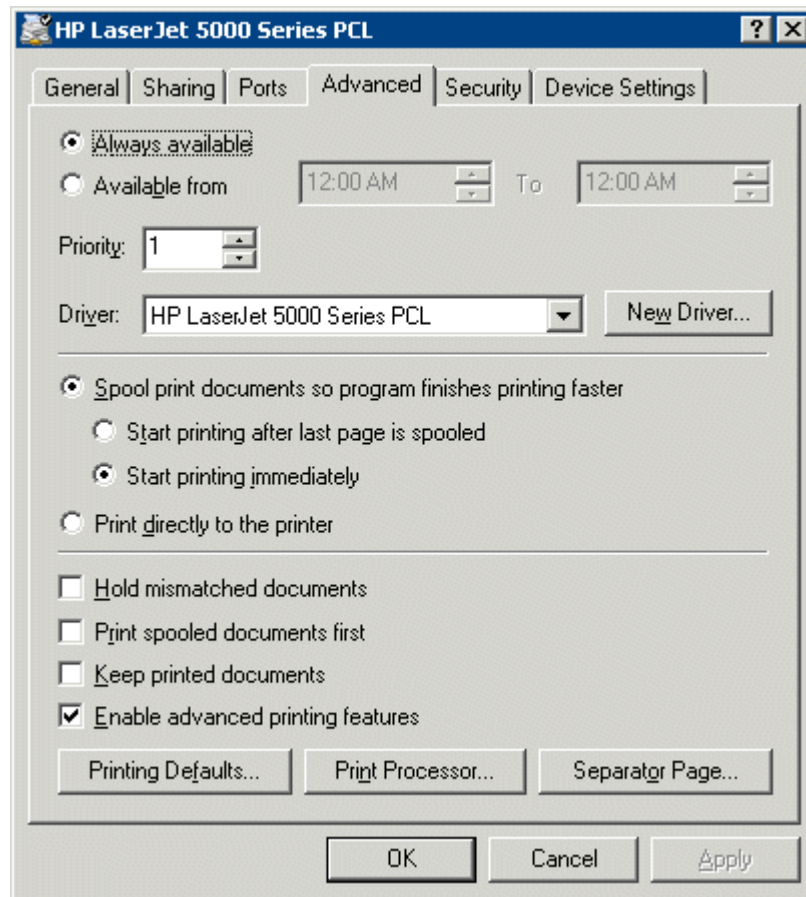 HP LaserJet 5000 Series PCL
General Sharing Ports Advanced Security Device Settings
Always available
Available from 12:00 AM To 12:00 AM
Priority: 1
Driver: HP LaserJet 5000 Series PCL New Driver...
Spool print documents so program finishes printing faster
Start printing after last page is spooled
Start printing immediately
Print directly to the printer
Hold mismatched documents
Print spooled documents first
Keep printed documents
Enable advanced printing features
Printing Defaults... Print Processor... Separator Page...
OK Cancel Apply